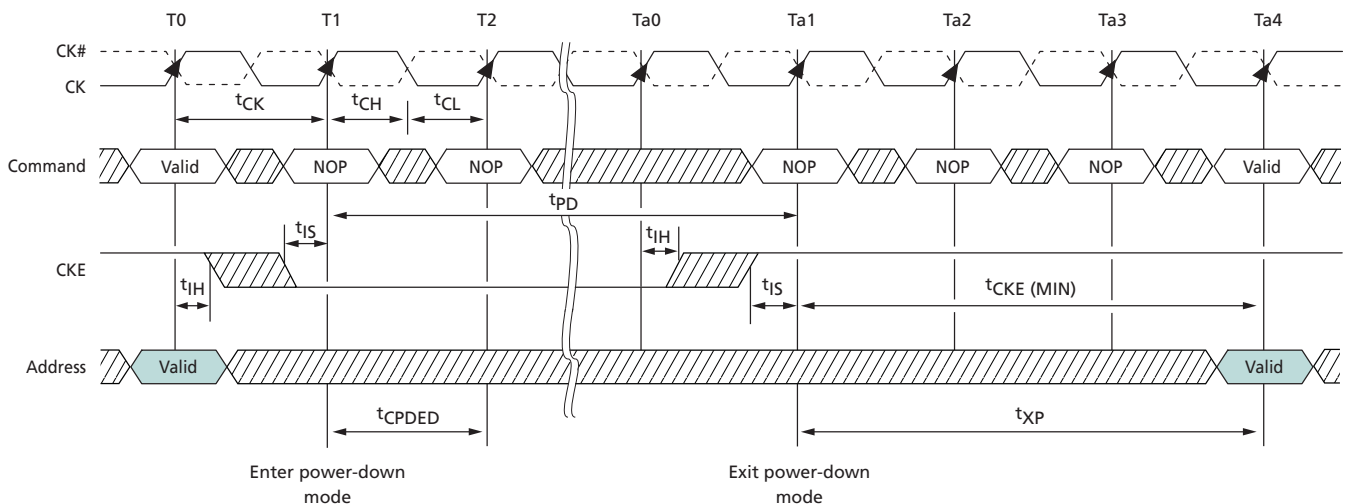 T0 T1 T2 Ta0 Ta1 Ta2 Ta3 Ta4
CK#
CK
tCK tCH tCL
Command Valid NOP NOP NOP NOP NOP Valid
tPD
tIS tIH
CKE
tIH tIS tCKE (MIN)
Address Valid Valid
tCPDED tXP
Enter power-down mode
Exit power-down mode